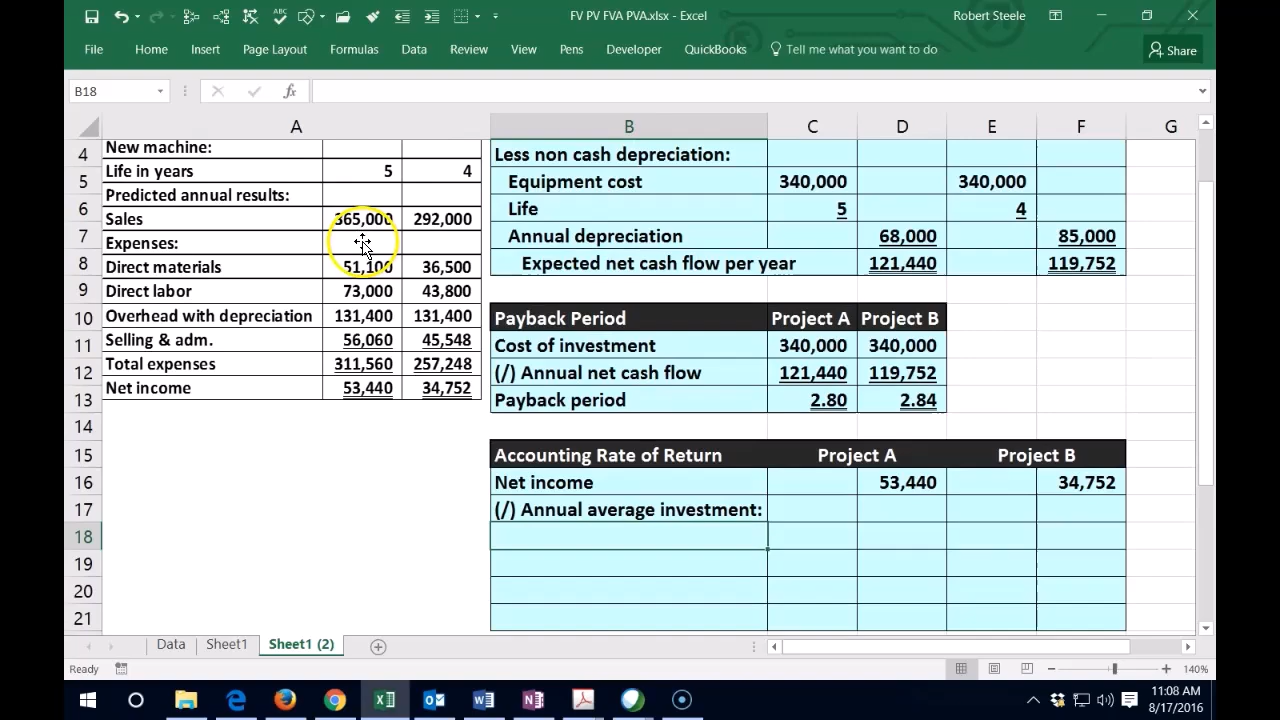 FV PV FVA PVA.xlsx - Excel
Robert Steele
File Home Insert Page Layout Formulas Data Review View Pens Developer QuickBooks Tell me what you want to do Share
B18 fx
A B C D E F G
4 New machine:
Less non cash depreciation:
5 Life in years 5 4
Equipment cost 340,000 340,000
Predicted annual results:
6 Sales 365,000 292,000
Life 5 4
7 Expenses:
Annual depreciation 68,000 85,000
8 Direct materials 51,100 36,500
Expected net cash flow per year 121,440 119,752
9 Direct labor 73,000 43,800
10 Overhead with depreciation 131,400 131,400
Payback Period Project A Project B
11 Selling & adm. 56,060 45,548
Cost of investment 340,000 340,000
12 Total expenses 311,560 257,248
(/) Annual net cash flow 121,440 119,752
13 Net income 53,440 34,752
Payback period 2.80 2.84
14
15 Accounting Rate of Return Project A Project B
16 Net income 53,440 34,752
17 (/) Annual average investment:
18
19
20
21
Data Sheet1 Sheet1 (2)
Ready 140%
11:08 AM
8/17/2016